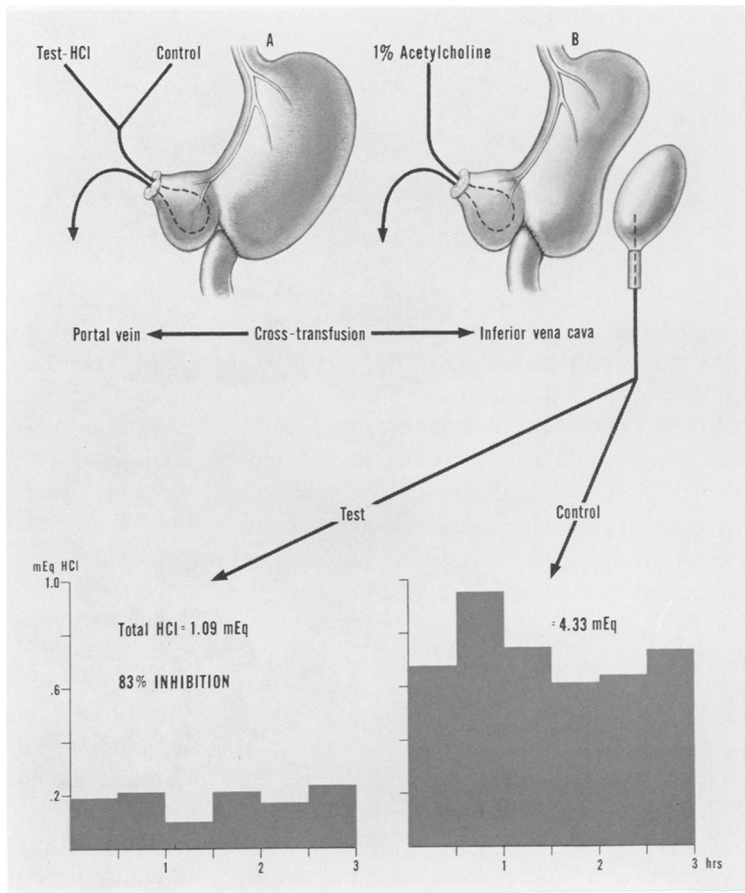 A
Test-HCl
Control
B
1% Acetylcholine
Portal vein
Cross-transfusion
Inferior vena cava
Test
Control
mEq HCl
1.0
.6
.2
Total HCl = 1.09 mEq
83% INHIBITION
1
2
3
= 4.33 mEq
1
2
3 hrs